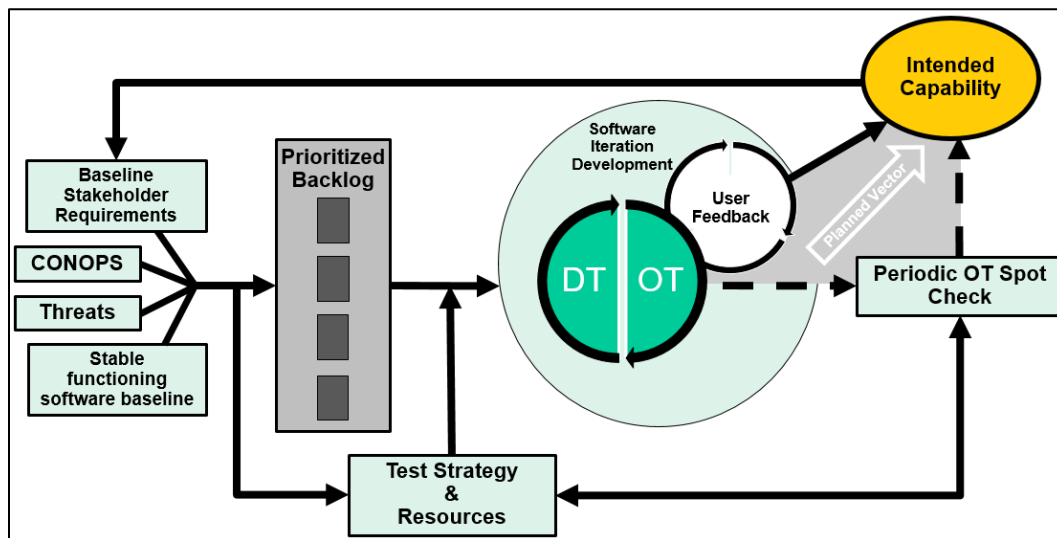 Intended
Capability
Baseline
Stakeholder
Requirements
CONOPS
Threats
Stable
functioning
software baseline
Prioritized
Backlog
Software
Iteration
Development
User
Feedback
DT
OT
Planned Vector
Periodic OT Spot
Check
Test Strategy
&
Resources